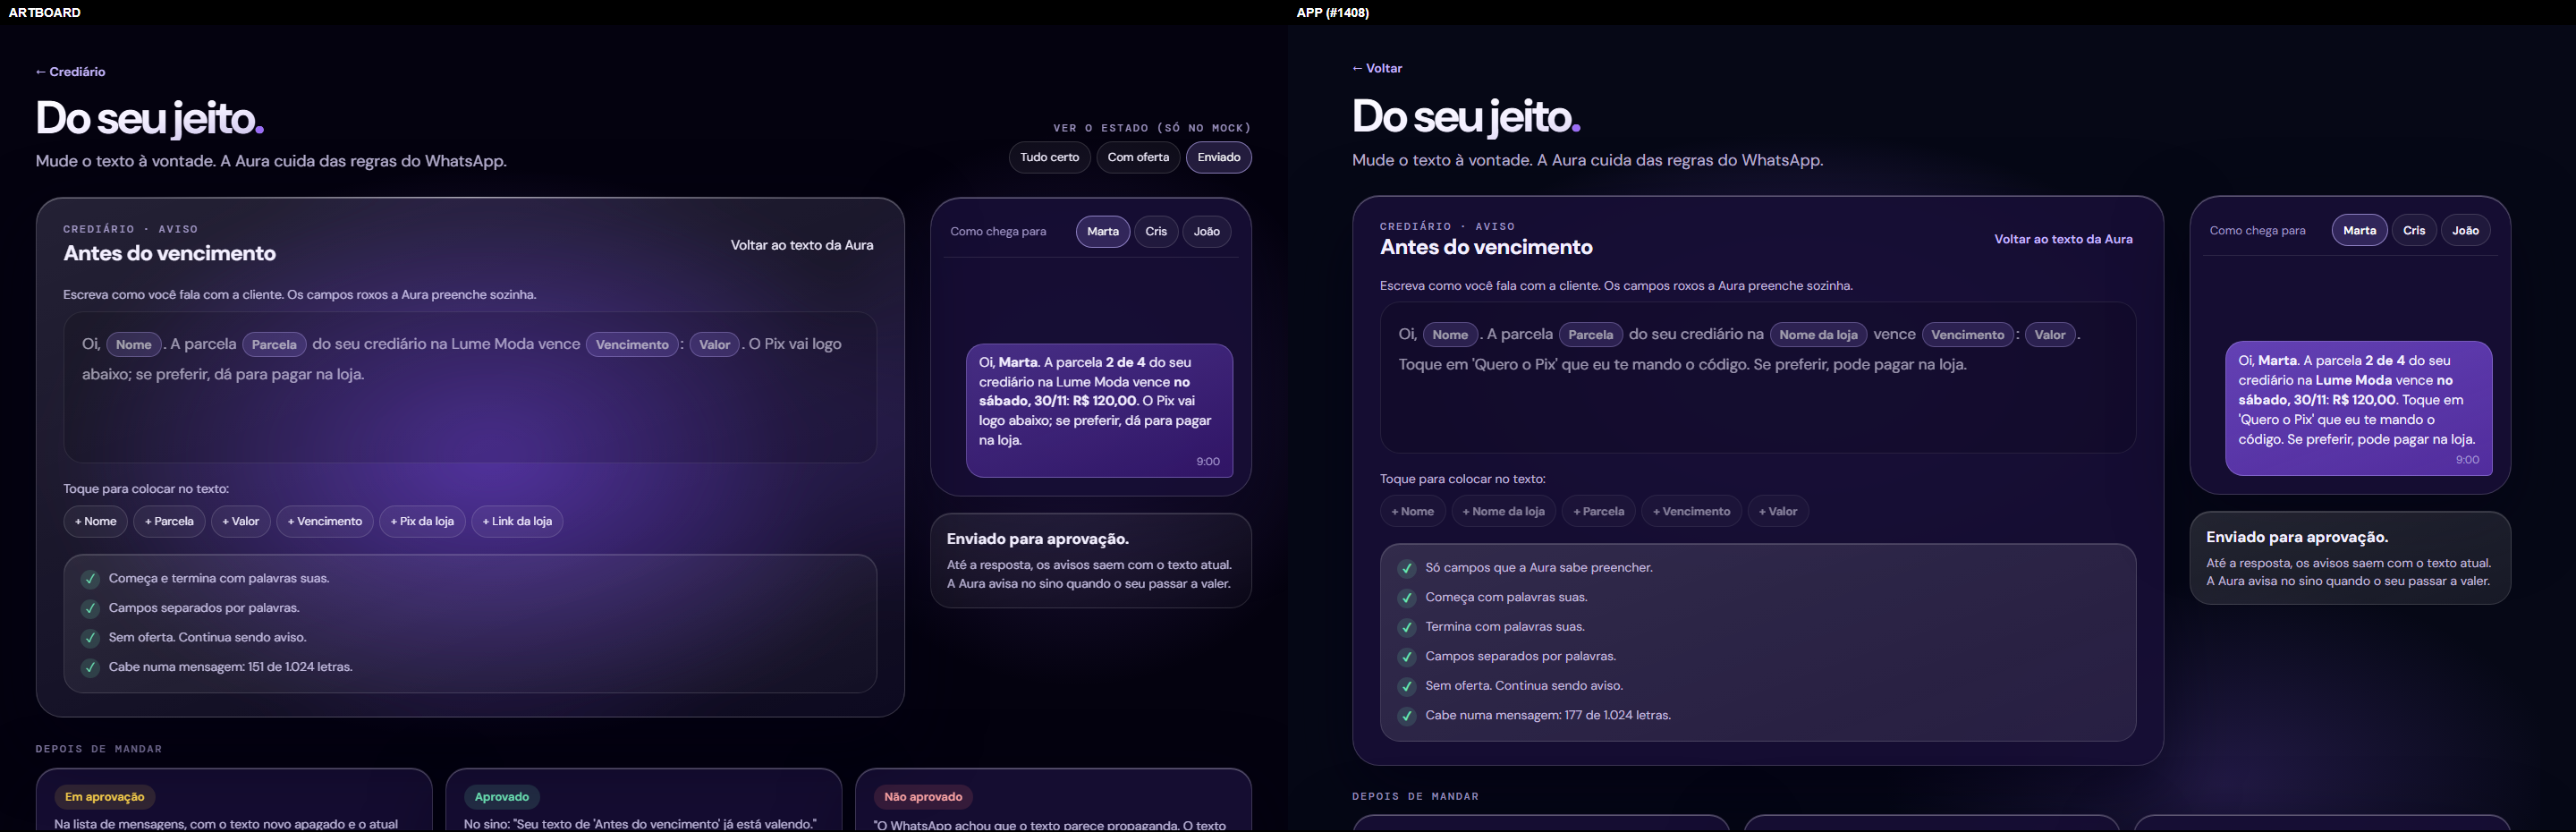 ARTBOARD
← Crediário
Do seu jeito.
Mude o texto à vontade. A Aura cuida das regras do WhatsApp.
VER O ESTADO (SÓ NO MOCK)
Tudo certo
Com oferta
Enviado
CREDIÁRIO · AVISO
Antes do vencimento
Voltar ao texto da Aura
Escreva como você fala com a cliente. Os campos roxos a Aura preenche sozinha.
Oi, Nome. A parcela Parcela do seu crediário na Lume Moda vence Vencimento: Valor. O Pix vai logo
abaixo; se preferir, dá para pagar na loja.
Toque para colocar no texto:
+ Nome
+ Parcela
+ Valor
+ Vencimento
+ Pix da loja
+ Link da loja
✓ Começa e termina com palavras suas.
✓ Campos separados por palavras.
✓ Sem oferta. Continua sendo aviso.
✓ Cabe numa mensagem: 151 de 1.024 letras.
Como chega para
Marta
Cris
João
Oi, Marta. A parcela 2 de 4 do seu
crediário na Lume Moda vence no
sábado, 30/11: R$ 120,00. O Pix vai
logo abaixo; se preferir, dá para pagar
na loja.
9:00
Enviado para aprovação.
Até a resposta, os avisos saem com o texto atual.
A Aura avisa no sino quando o seu passar a valer.
DEPOIS DE MANDAR
Em aprovação
Na lista de mensagens, com o texto novo apagado e o atual
Aprovado
No sino: "Seu texto de 'Antes do vencimento' já está valendo."
Não aprovado
"O WhatsApp achou que o texto parece propaganda. O texto
APP (#1408)
← Voltar
Do seu jeito.
Mude o texto à vontade. A Aura cuida das regras do WhatsApp.
CREDIÁRIO · AVISO
Antes do vencimento
Voltar ao texto da Aura
Escreva como você fala com a cliente. Os campos roxos a Aura preenche sozinha.
Oi, Nome. A parcela Parcela do seu crediário na Nome da loja vence Vencimento: Valor.
Toque em 'Quero o Pix' que eu te mando o código. Se preferir, pode pagar na loja.
Toque para colocar no texto:
+ Nome
+ Nome da loja
+ Parcela
+ Vencimento
+ Valor
✓ Só campos que a Aura sabe preencher.
✓ Começa com palavras suas.
✓ Termina com palavras suas.
✓ Campos separados por palavras.
✓ Sem oferta. Continua sendo aviso.
✓ Cabe numa mensagem: 177 de 1.024 letras.
Como chega para
Marta
Cris
João
Oi, Marta. A parcela 2 de 4 do seu
crediário na Lume Moda vence no
sábado, 30/11: R$ 120,00. Toque em
'Quero o Pix' que eu te mando o
código. Se preferir, pode pagar na loja.
9:00
Enviado para aprovação.
Até a resposta, os avisos saem com o texto atual.
A Aura avisa no sino quando o seu passar a valer.
DEPOIS DE MANDAR